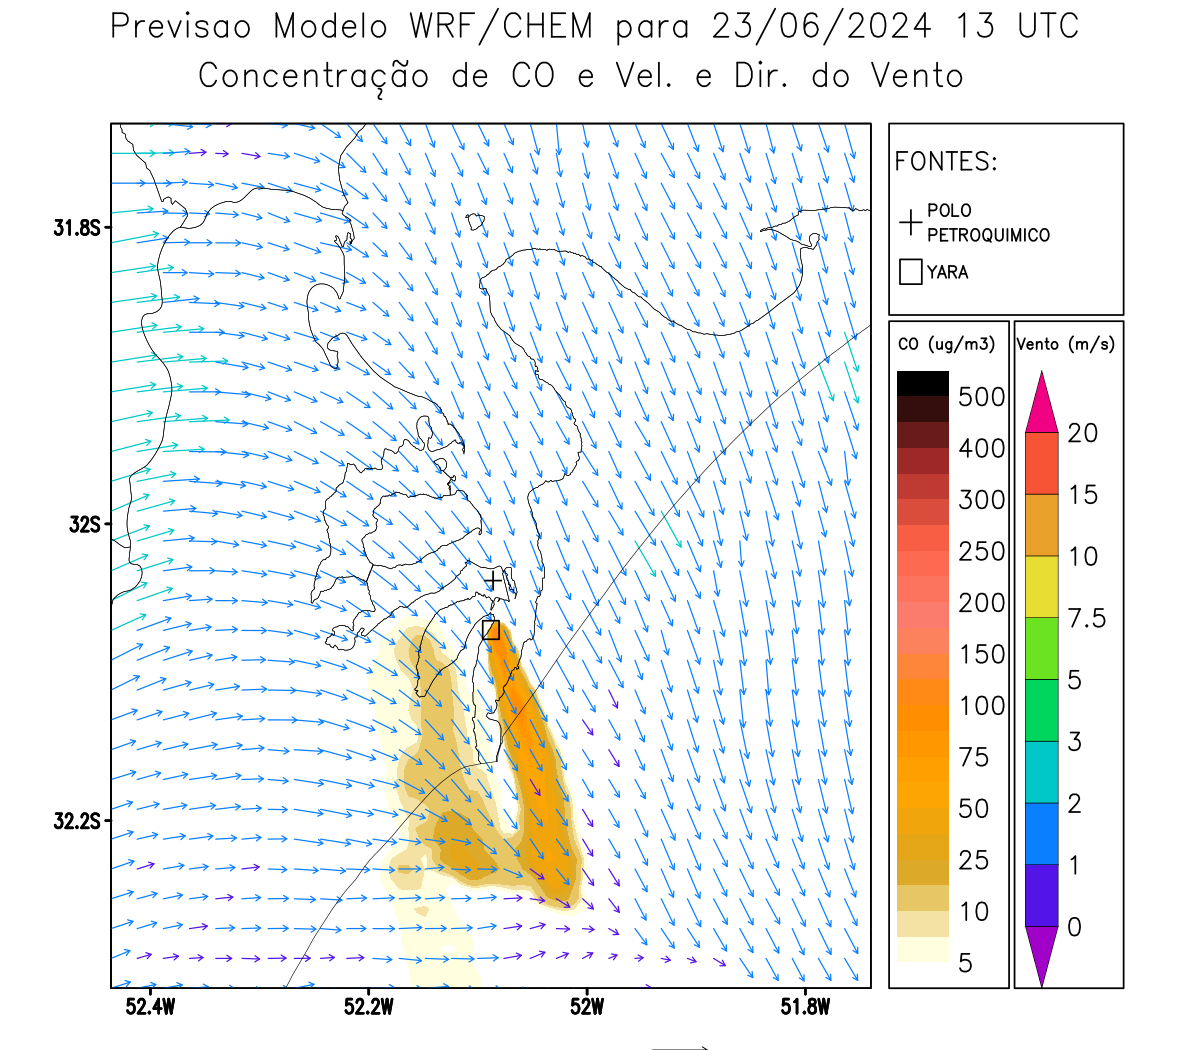 Previsao Modelo WRF/CHEM para 23/06/2024 13 UTC
Concentração de CO e Vel. e Dir. do Vento
FONTES:
POLO
PETROQUIMICO
YARA
CO (ug/m3)
500
400
300
250
200
150
100
75
50
25
10
5
Vento (m/s)
20
15
10
7.5
5
3
2
1
0
31.8S
32S
32.2S
52.4W
52.2W
52W
51.8W